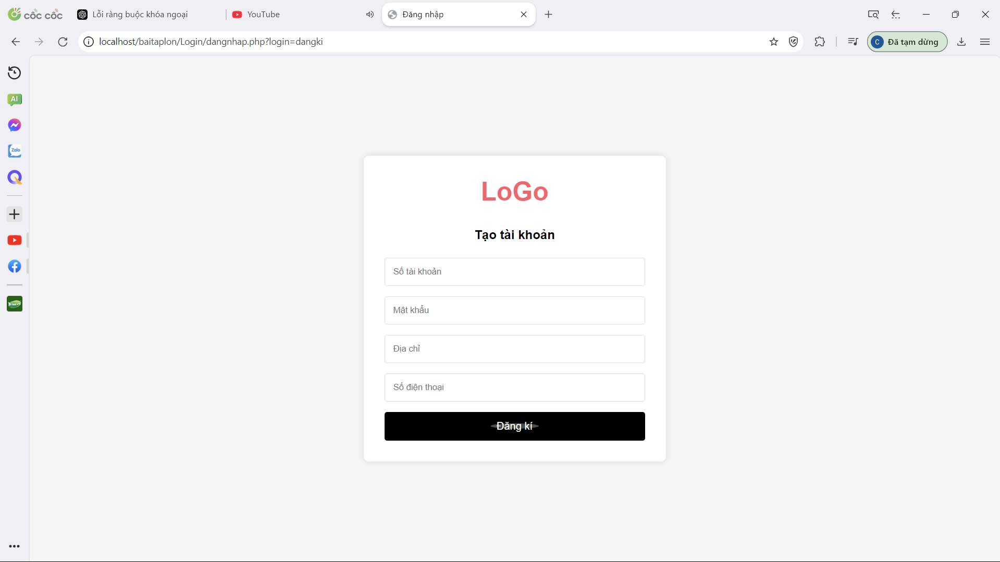 cốc cốc
Lỗi ràng buộc khóa ngoại
YouTube
Đăng nhập
localhost/baitaplon/Login/dangnhap.php?login=dangki
C
Đã tạm dừng
AI
Zalo
LoGo
Tạo tài khoản
Số tài khoản
Mật khẩu
Địa chỉ
Số điện thoại
Đăng kí